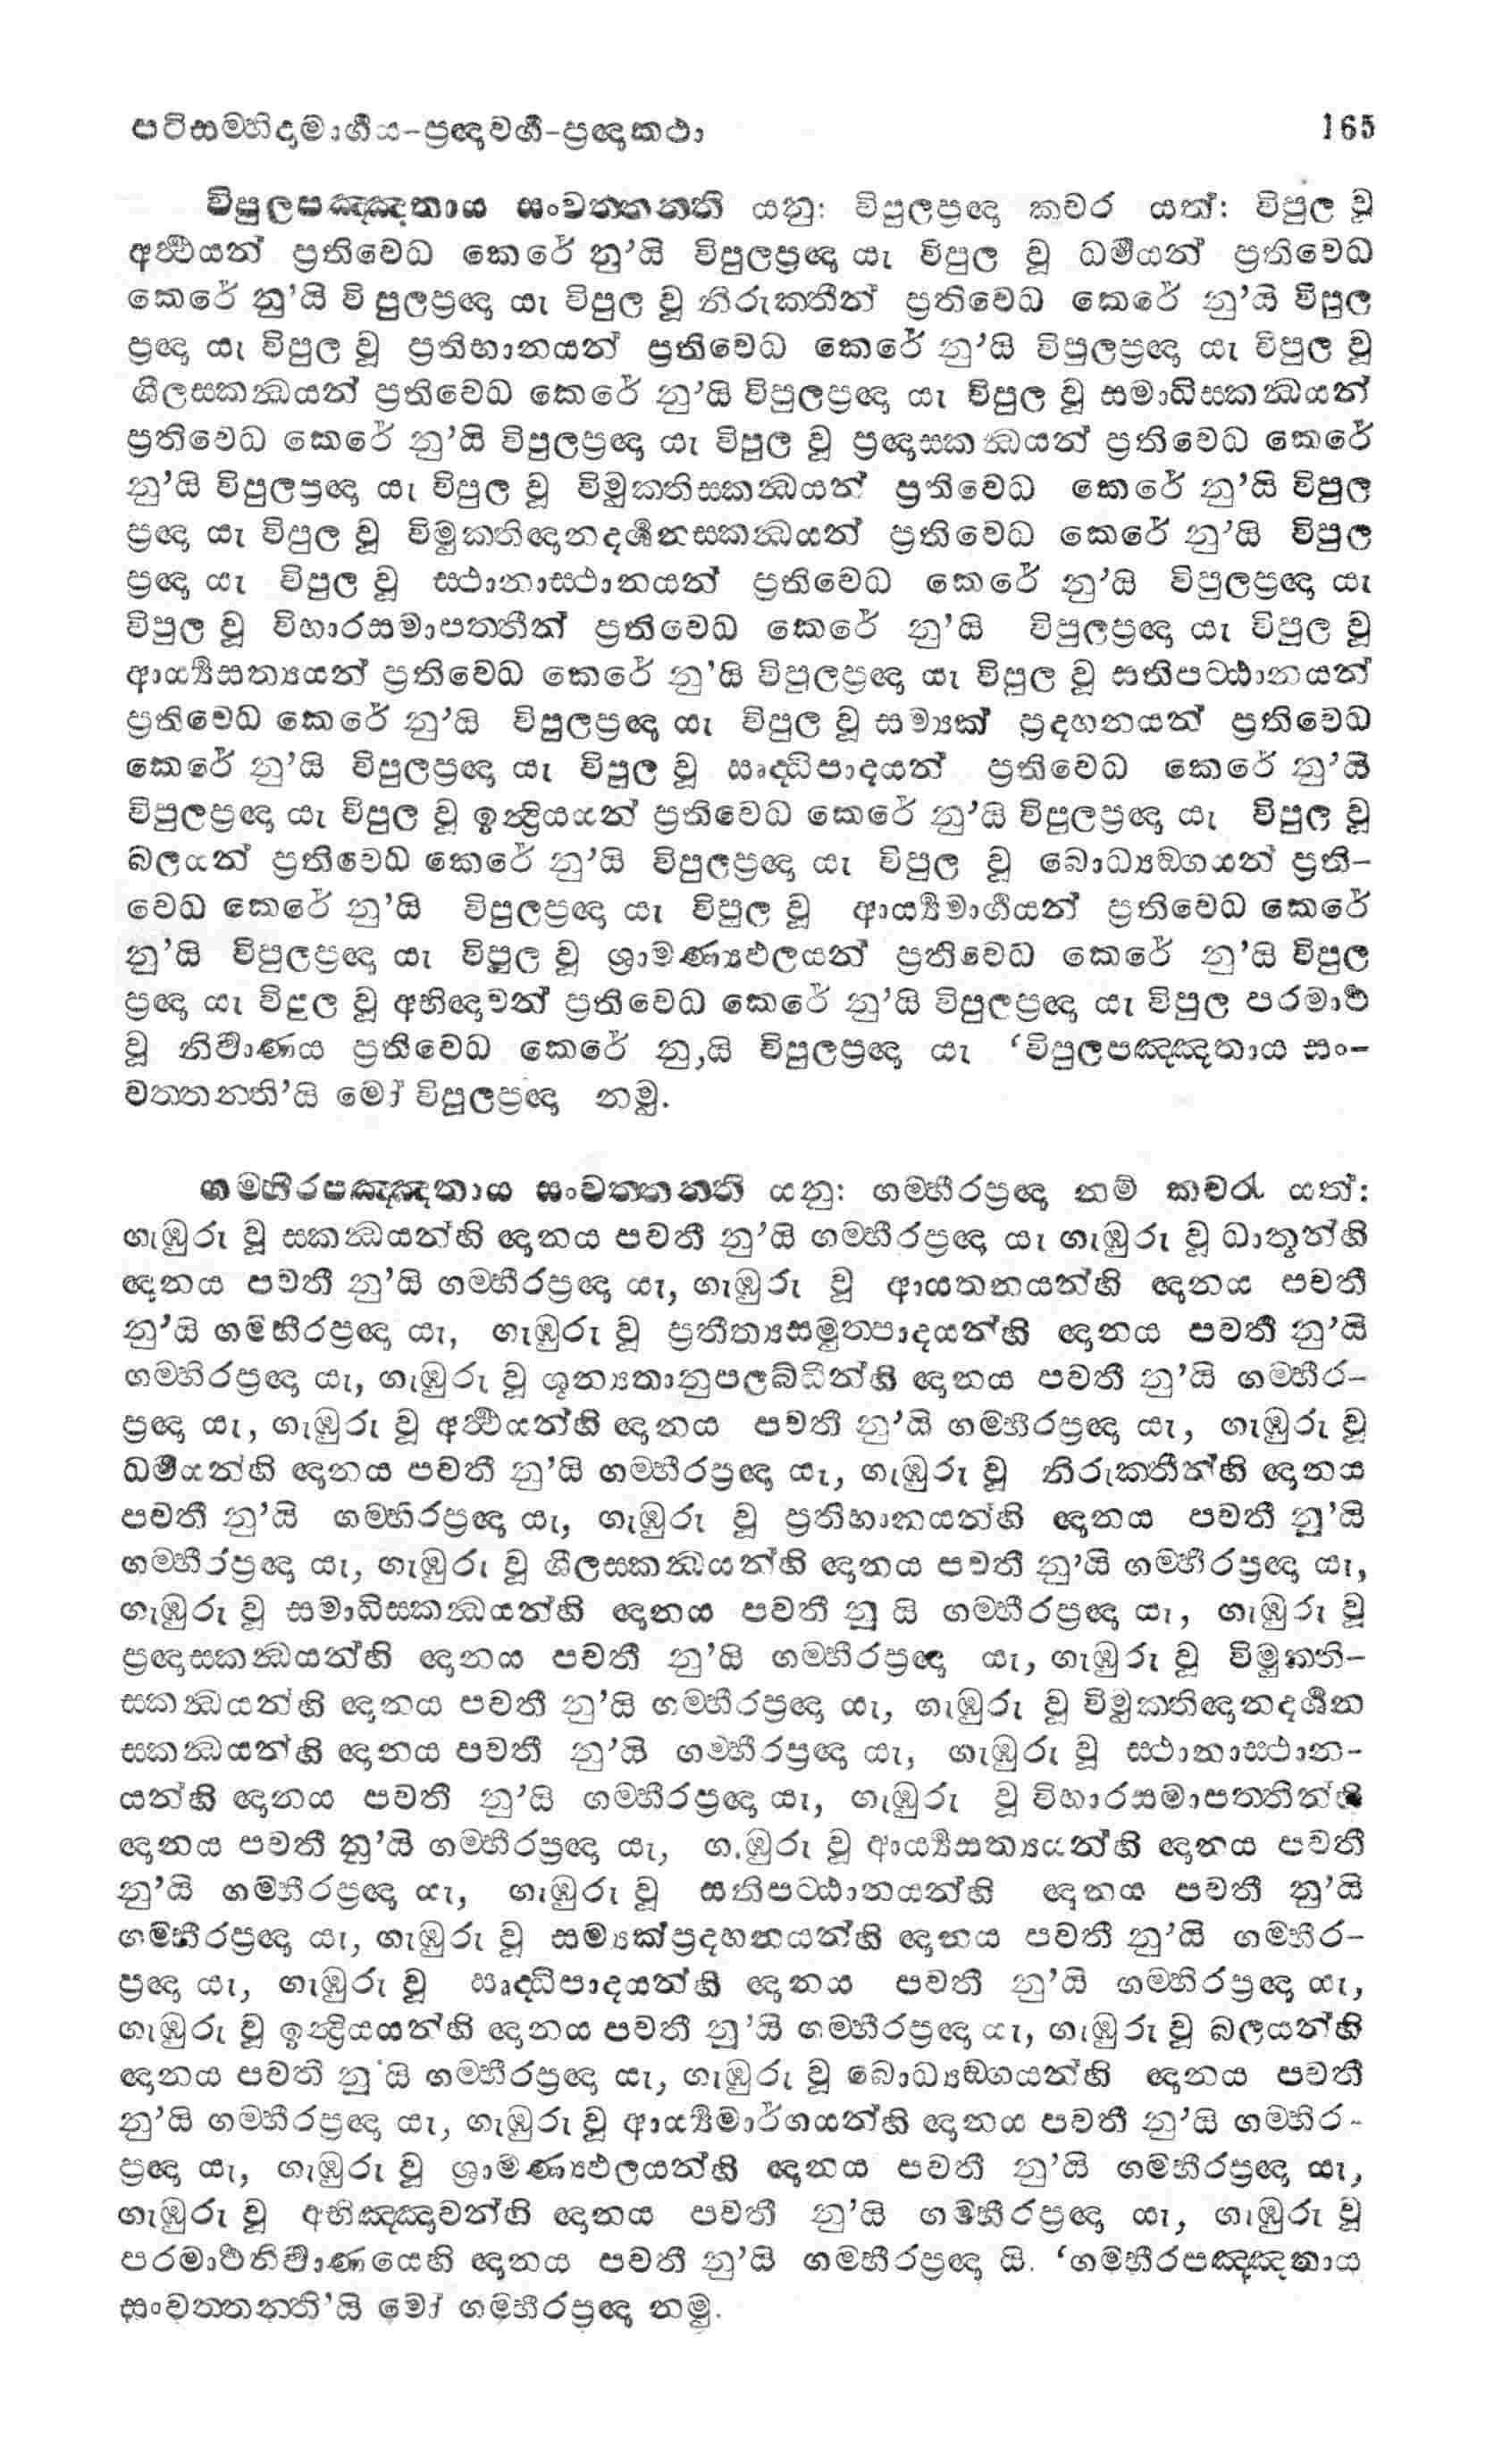 පටිසම්භිදාමාර්ගය-ප්‍රඥාවර්ග-ප්‍රඥාකථා 165
විපුලපඤ්ඤතාය සංවත්තන්ති යනු: විපුලප්‍රඥා කවර යත්: විපුල වූ
අර්ථයන් ප්‍රතිවෙධ කෙරේ නු’යි විපුලප්‍රඥා යැ විපුල වූ ධර්මයන් ප්‍රතිවෙධ
කෙරේ නු’යි විපුලප්‍රඥා යැ විපුල වූ නිරුක්තීන් ප්‍රතිවෙධ කෙරේ නු’යි විපුල
ප්‍රඥා යැ විපුල වූ ප්‍රතිභානයන් ප්‍රතිවෙධ කෙරේ නු’යි විපුලප්‍රඥා යැ විපුල වූ
ශීලස්කන්ධයන් ප්‍රතිවෙධ කෙරේ නු’යි විපුලප්‍රඥා යැ විපුල වූ සමාධිස්කන්ධයන්
ප්‍රතිවෙධ කෙරේ නු’යි විපුලප්‍රඥා යැ විපුල වූ ප්‍රඥාස්කන්ධයන් ප්‍රතිවෙධ කෙරේ
නු’යි විපුලප්‍රඥා යැ විපුල වූ විමුක්තිස්කන්ධයන් ප්‍රතිවෙධ කෙරේ නු’යි විපුල
ප්‍රඥා යැ විපුල වූ විමුක්තිඥානදර්ශනස්කන්ධයන් ප්‍රතිවෙධ කෙරේ නු’යි විපුල
ප්‍රඥා යැ විපුල වූ ස්ථානාස්ථානයන් ප්‍රතිවෙධ කෙරේ නු’යි විපුලප්‍රඥා යැ
විපුල වූ විහාරසමාපත්තීන් ප්‍රතිවෙධ කෙරේ නු’යි විපුලප්‍රඥා යැ විපුල වූ
ආර්‍ය්‍යසත්‍යයන් ප්‍රතිවෙධ කෙරේ නු’යි විපුලප්‍රඥා යැ විපුල වූ සතිපට්ඨානයන්
ප්‍රතිවෙධ කෙරේ නු’යි විපුලප්‍රඥා යැ විපුල වූ සම්‍යක් ප්‍රදහනයන් ප්‍රතිවෙධ
කෙරේ නු’යි විපුලප්‍රඥා යැ විපුල වූ ඍද්ධිපාදයන් ප්‍රතිවෙධ කෙරේ නු’යි
විපුලප්‍රඥා යැ විපුල වූ ඉන්ද්‍රියයන් ප්‍රතිවෙධ කෙරේ නු’යි විපුලප්‍රඥා යැ විපුල වූ
බලයන් ප්‍රතිවෙධ කෙරේ නු’යි විපුලප්‍රඥා යැ විපුල වූ බොධ්‍යඞ්ගයන් ප්‍රති-
වෙධ කෙරේ නු’යි විපුලප්‍රඥා යැ විපුල වූ ආර්‍ය්‍යමාර්ගයන් ප්‍රතිවෙධ කෙරේ
නු’යි විපුලප්‍රඥා යැ විපුල වූ ශ්‍රාමණ්‍යඵලයන් ප්‍රතිවෙධ කෙරේ නු’යි විපුල
ප්‍රඥා යැ විදුල වූ අභිඥාවන් ප්‍රතිවෙධ කෙරේ නු’යි විපුලප්‍රඥා යැ විපුල පරමාර්ථ
වූ නිර්වාණය ප්‍රතිවෙධ කෙරේ නු,යි විපුලප්‍රඥා යැ ‘විපුලපඤ්ඤතාය සං-
වත්තන්ති’යි මෝ විපුලප්‍රඥා නමු.
ගම්භීරපඤ්ඤතාය සංවත්තන්ති යනු: ගම්භීරප්‍රඥා නම් කවරැ යත්:
ගැඹුරු වූ ස්කන්ධයන්හි ඥානය පවතී නු’යි ගම්භීරප්‍රඥා යැ ගැඹුරු වූ ධාතූන්හි
ඥානය පවතී නු’යි ගම්භීරප්‍රඥා යැ, ගැඹුරු වූ ආයතනයන්හි ඥානය පවතී
නු’යි ගම්භීරප්‍රඥා යැ, ගැඹුරු වූ ප්‍රතීත්‍යසමුත්පාදයන්හි ඥානය පවතී නු’යි
ගම්භිරප්‍රඥා යැ, ගැඹුරු වූ ශූන්‍යතානුපලබ්ධීන්හි ඥානය පවතී නු’යි ගම්භීර-
ප්‍රඥා යැ, ගැඹුරු වූ අර්ථයන්හි ඥානය පවතී නු’යි ගම්භීරප්‍රඥා යැ, ගැඹුරු වූ
ධර්මයන්හි ඥානය පවතී නු’යි ගම්භීරප්‍රඥා යැ, ගැඹුරු වූ නිරුක්තීන්හි ඥානය
පවතී නු’යි ගම්භීරප්‍රඥා යැ, ගැඹුරු වූ ප්‍රතිභානයන්හි ඥානය පවතී නු’යි
ගම්භීරප්‍රඥා යැ, ගැඹුරු වූ ශීලස්කන්ධයන්හි ඥානය පවතී නු’යි ගම්භීරප්‍රඥා යැ,
ගැඹුරු වූ සමාධිස්කන්ධයන්හි ඥානය පවතී නු යි ගම්භීරප්‍රඥා යැ, ගැඹුරු වූ
ප්‍රඥාස්කන්ධයන්හි ඥානය පවතී නු’යි ගම්භීරප්‍රඥා යැ, ගැඹුරු වූ විමුක්ති-
ස්කන්ධයන්හි ඥානය පවතී නු’යි ගම්භීරප්‍රඥා යැ, ගැඹුරු වූ විමුක්තිඥානදර්ශන
ස්කන්ධයන්හි ඥානය පවතී නු’යි ගම්භීරප්‍රඥා යැ, ගැඹුරු වූ ස්ථානාස්ථාන-
යන්හි ඥානය පවතී නු’යි ගම්භීරප්‍රඥා යැ, ගැඹුරු වූ විහාරසමාපත්තීන්හි
ඥානය පවතී නු’යි ගම්භීරප්‍රඥා යැ, ගැඹුරු වූ ආර්‍ය්‍යසත්‍යයන්හි ඥානය පවතී
නු’යි ගම්භීරප්‍රඥා යැ, ගැඹුරු වූ සතිපට්ඨානයන්හි ඥානය පවතී නු’යි
ගම්භීරප්‍රඥා යැ, ගැඹුරු වූ සම්‍යක්ප්‍රදහනයන්හි ඥානය පවතී නු’යි ගම්භීර-
ප්‍රඥා යැ, ගැඹුරු වූ ඍද්ධිපාදයන්හි ඥානය පවතී නු’යි ගම්භිරප්‍රඥා යැ,
ගැඹුරු වූ ඉන්ද්‍රියයන්හි ඥානය පවතී නු’යි ගම්භීරප්‍රඥා යැ, ගැඹුරු වූ බලයන්හි
ඥානය පවතී නු’යි ගම්භීරප්‍රඥා යැ, ගැඹුරු වූ බොධ්‍යඞ්ගයන්හි ඥානය පවතී
නු’යි ගම්භීරප්‍රඥා යැ, ගැඹුරු වූ ආර්‍ය්‍යමාර්ගයන්හි ඥානය පවතී නු’යි ගම්භිර-
ප්‍රඥා යැ, ගැඹුරු වූ ශ්‍රාමණ්‍යඵලයන්හි ඥානය පවතී නු’යි ගම්භීරප්‍රඥා යැ,
ගැඹුරු වූ අභිඤ්ඤාවන්හි ඥානය පවතී නු’යි ගම්භීරප්‍රඥා යැ, ගැඹුරු වූ
පරමාර්ථනිර්වාණයෙහි ඥානය පවතී නු’යි ගම්භීරප්‍රඥා යි. ‘ගම්භීරපඤ්ඤතාය
සංවත්තන්ති’යි මෝ ගම්භීරප්‍රඥා නමු.